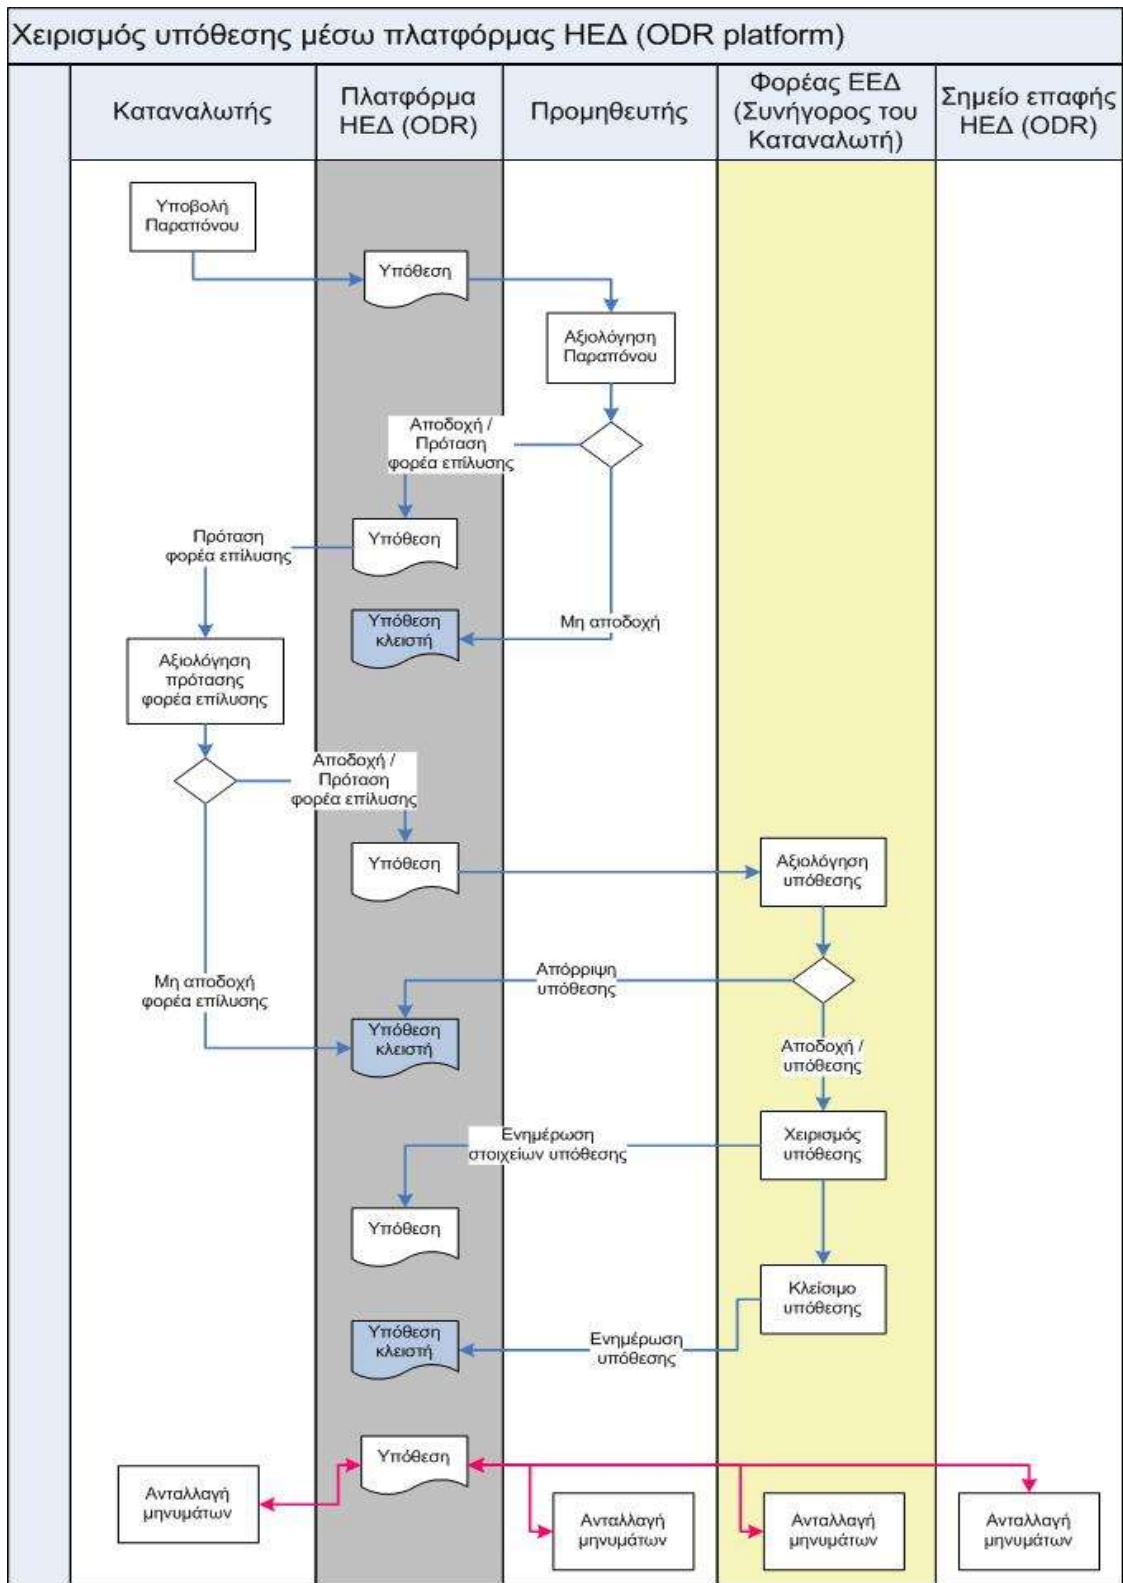 Χειρισμός υπόθεσης μέσω πλατφόρμας ΗΕΔ (ODR platform)
Καταναλωτής
Πλατφόρμα
ΗΕΔ (ODR)
Προμηθευτής
Φορέας ΕΕΔ
(Συνήγορος του
Καταναλωτή)
Σημείο επαφής
ΗΕΔ (ODR)
Υποβολή
Παραπόνου
Υπόθεση
Αξιολόγηση
Παραπόνου
Αποδοχή /
Πρόταση
φορέα επίλυσης
Υπόθεση
Πρόταση
φορέα επίλυσης
Υπόθεση
κλειστή
Μη αποδοχή
Αξιολόγηση
πρότασης
φορέα επίλυσης
Αποδοχή /
Πρόταση
φορέα επίλυσης
Υπόθεση
Αξιολόγηση
υπόθεσης
Μη αποδοχή
φορέα επίλυσης
Απόρριψη
υπόθεσης
Υπόθεση
κλειστή
Αποδοχή /
υπόθεσης
Ενημέρωση
στοιχείων υπόθεσης
Χειρισμός
υπόθεσης
Υπόθεση
Κλείσιμο
υπόθεσης
Υπόθεση
κλειστή
Ενημέρωση
υπόθεσης
Υπόθεση
Ανταλλαγή
μηνυμάτων
Ανταλλαγή
μηνυμάτων
Ανταλλαγή
μηνυμάτων
Ανταλλαγή
μηνυμάτων